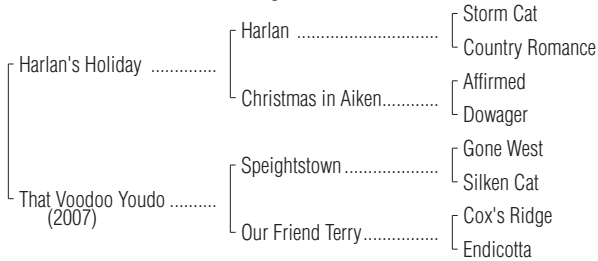 Storm Cat
Harlan ..............................
Country Romance
Harlan's Holiday ..............
Affirmed
Christmas in Aiken............
Dowager
Gone West
Speightstown ....................
Silken Cat
That Voodoo Youdo ..........
(2007)
Cox's Ridge
Our Friend Terry................
Endicotta